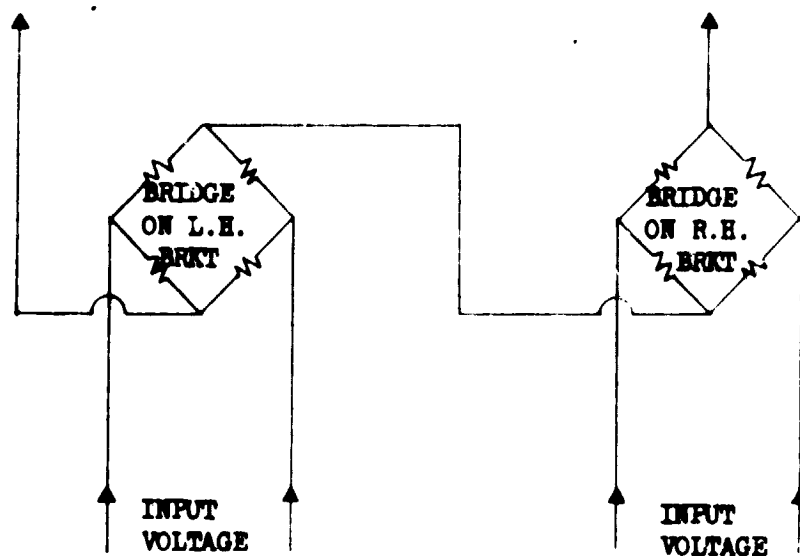 BRIDGE
ON L.H.
BRKT
BRIDGE
ON R.H.
BRKT
INPUT
VOLTAGE
INPUT
VOLTAGE